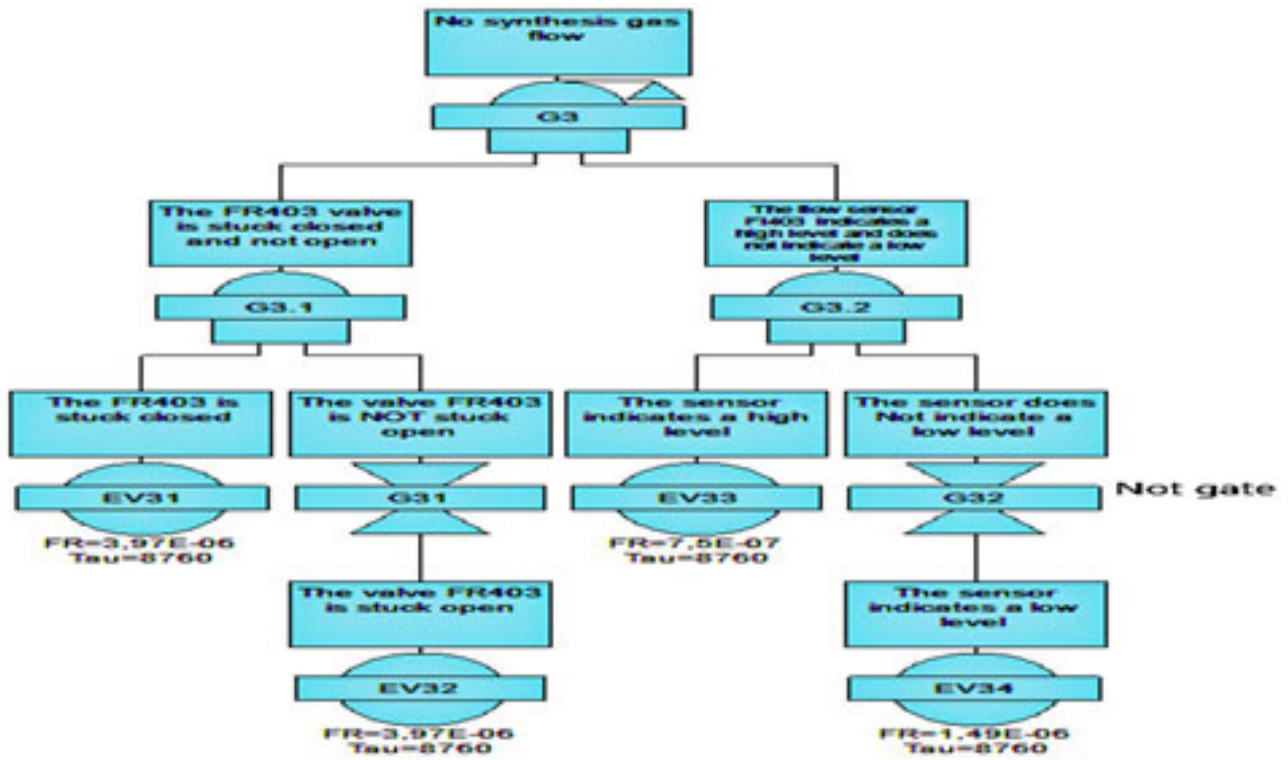 No synthesis gas
flow
G3
The FR403 valve
is stuck closed
and not open
The flow sensor
FI403 indicates a
high level and does
not indicate a low
level
G3.1
G3.2
The FR403 is
stuck closed
The valve FR403
is NOT stuck
open
The sensor
indicates a high
level
The sensor does
Not indicate a
low level
EV31
G31
EV33
G32
Not gate
FR=3,97E-06
Tau=8760
FR=7,5E-07
Tau=8760
The valve FR403
is stuck open
The sensor
indicates a low
level
EV32
EV34
FR=3,97E-06
Tau=8760
FR=1,49E-06
Tau=8760